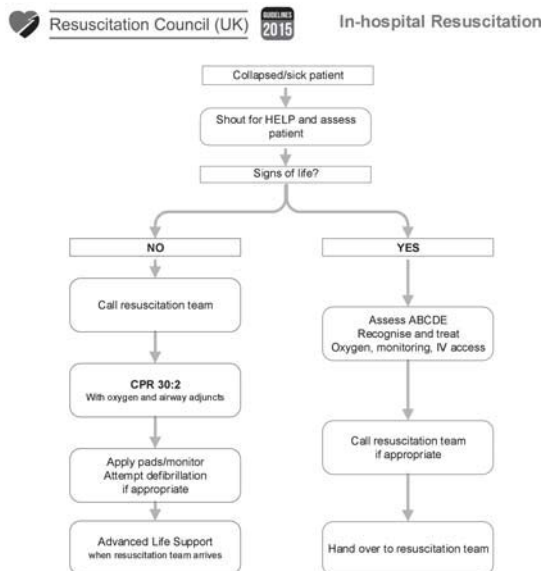 Resuscitation Council (UK)
GUIDELINES
2015
In-hospital Resuscitation
Collapsed/sick patient
Shout for HELP and assess
patient
Signs of life?
NO
Call resuscitation team
CPR 30:2
With oxygen and airway adjuncts
Apply pads/monitor
Attempt defibrillation
if appropriate
Advanced Life Support
when resuscitation team arrives
YES
Assess ABCDE
Recognise and treat
Oxygen, monitoring, IV access
Call resuscitation team
if appropriate
Hand over to resuscitation team